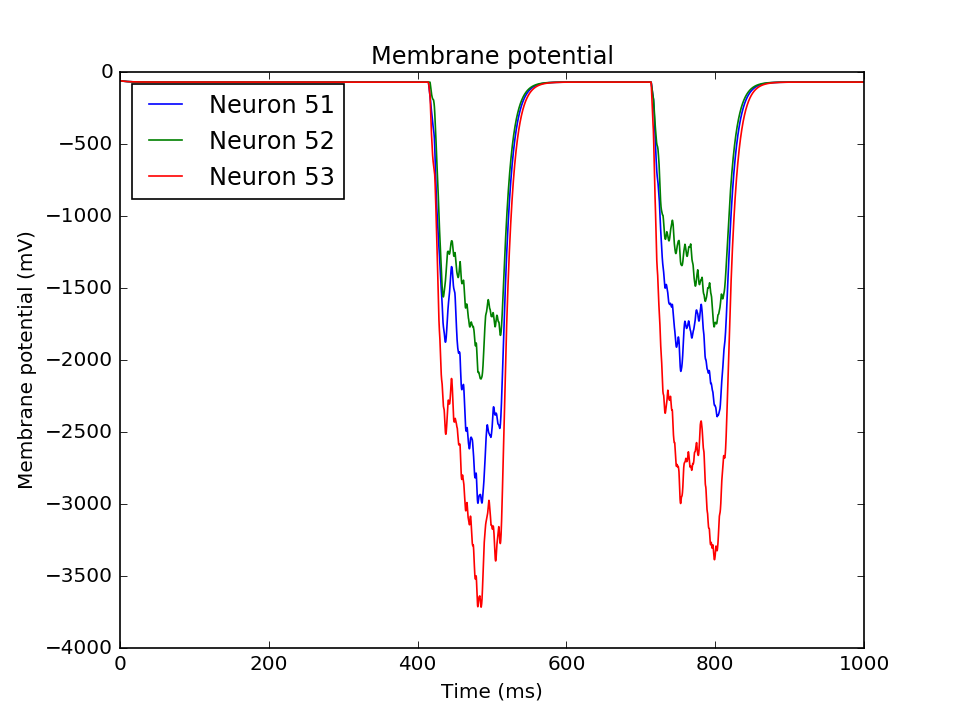 Membrane potential
Neuron 51
Neuron 52
Neuron 53
Membrane potential (mV)
0
−500
−1000
−1500
−2000
−2500
−3000
−3500
−4000
0 200 400 600 800 1000
Time (ms)